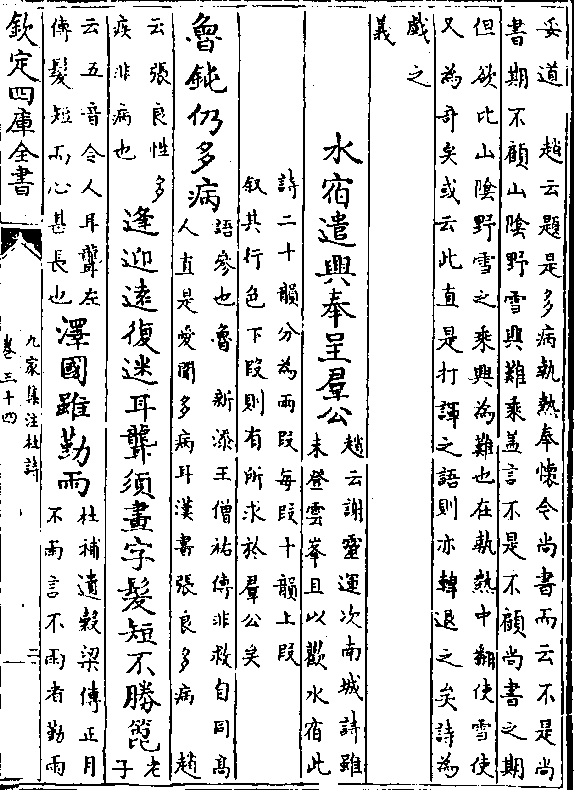 妥道　趙云題是多病執熱奉懷令尚書而云不是尚
書期不顧山陰野雪興難乘盖言不是不顧尚書之期
但欲比山陰野雪之乘興為難也在執熱中翻使雪使
又為奇矣或云此直是打諢之語則亦轉退之矣詩為
戲之
義
水宿遣興奉呈羣公
趙云謝靈運次南城詩雖
未登雲峯且以歡水宿此
詩二十韻分為兩段每段十韻上段
叙其行色下段則有所求於羣公矣
魯鈍仍多病
語參也魯　新添王僧祐傳非敢自同高
人直是愛閒多病耳漢書張良多病　趙
云張良性多
疾非病也
逢迎遠復迷耳聾須畫字髮短不勝篦
老
子
云五音令人耳聾左
傳髮短而心甚長也
澤國雖勤雨
杜補遺榖梁傳正月
不雨言不雨者勤雨
欽定四庫全書
九家集注杜詩
卷三十四
二